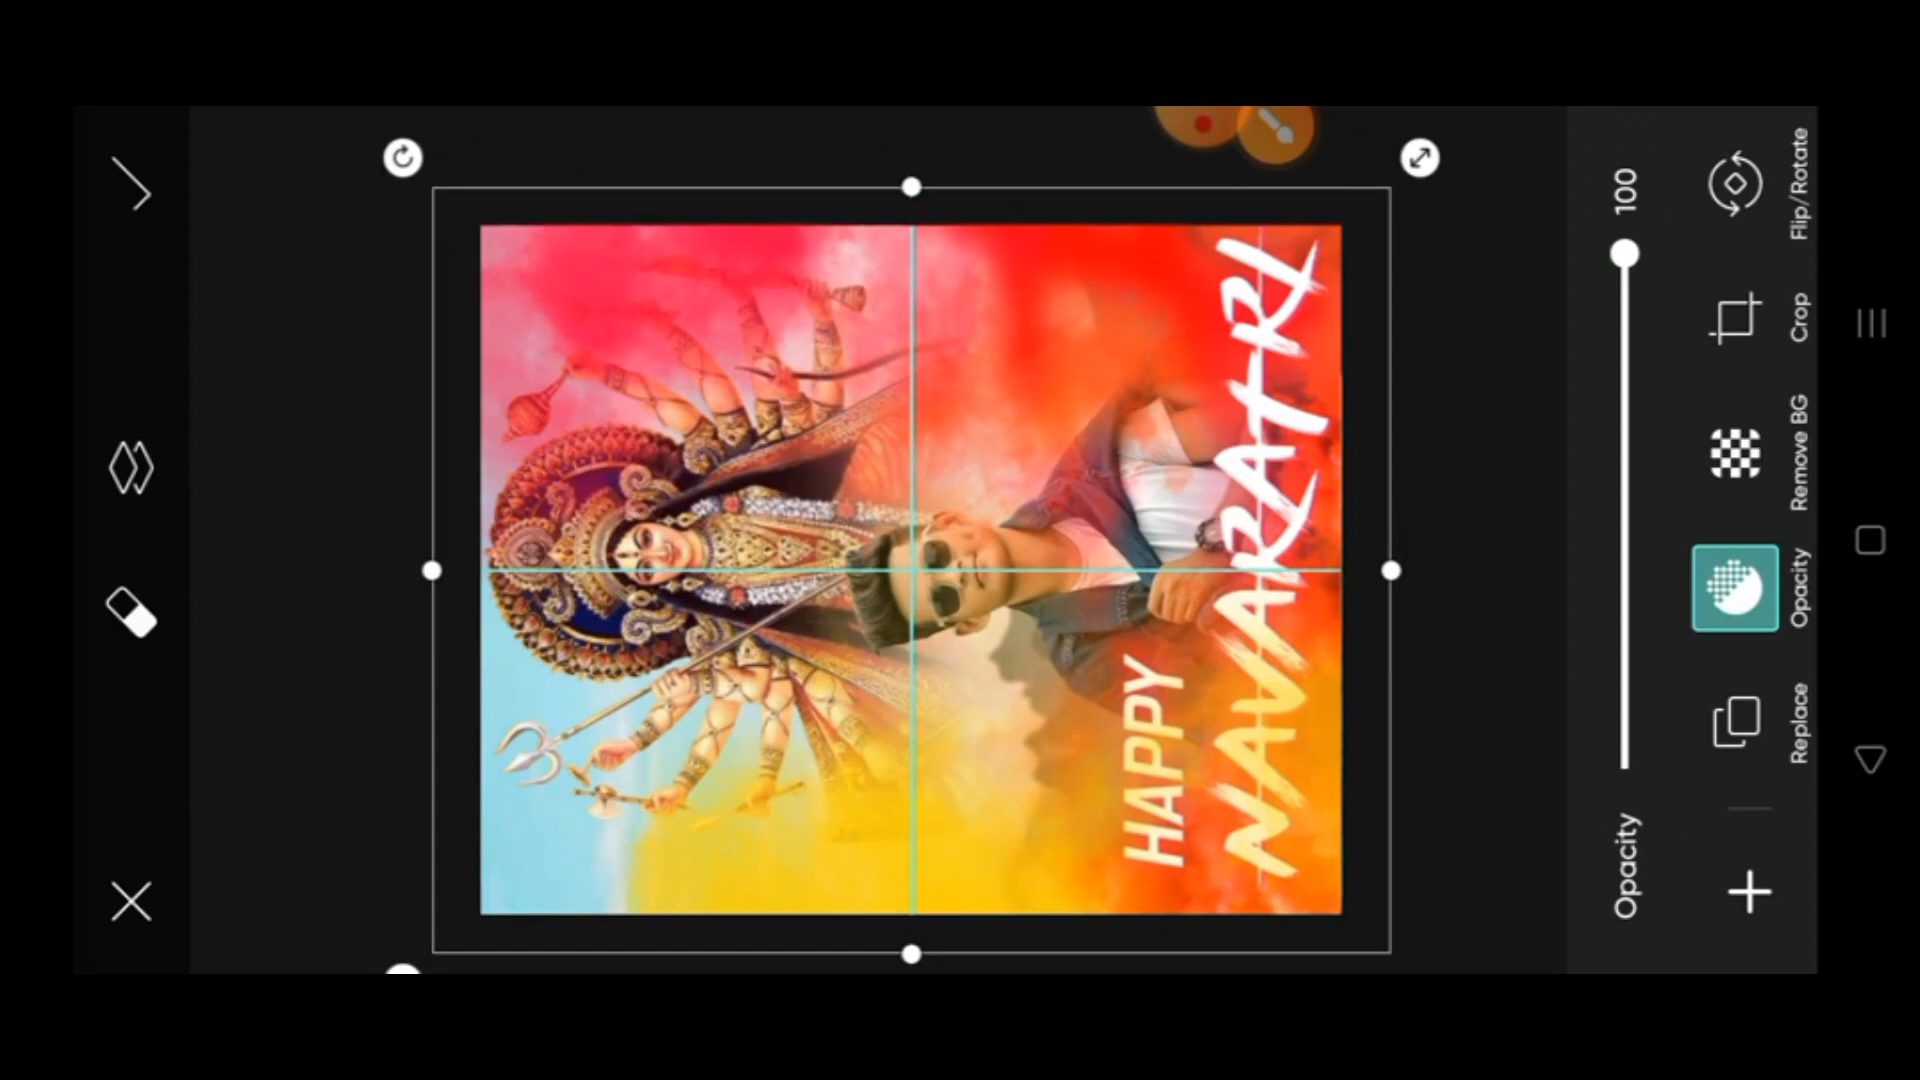 HAPPY
NAVARATRI
Opacity
100
Replace
Opacity
Remove BG
Crop
Flip/Rotate